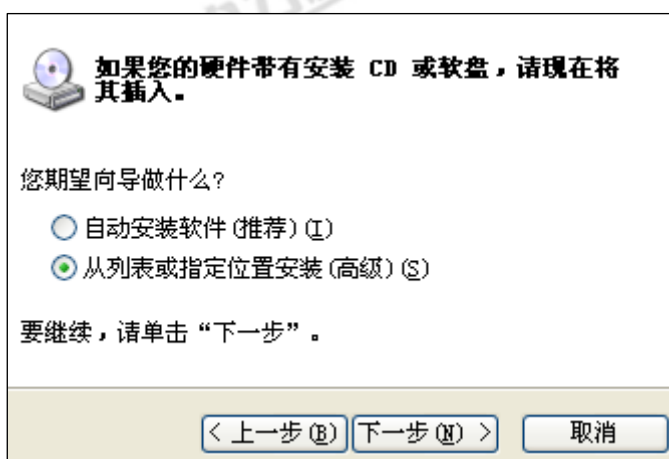 如果您的硬件带有安装 CD 或软盘，请现在将
其插入。
您期望向导做什么?
自动安装软件(推荐)(I)
从列表或指定位置安装(高级)(S)
要继续，请单击“下一步”。
< 上一步(B) 下一步(N) > 取消